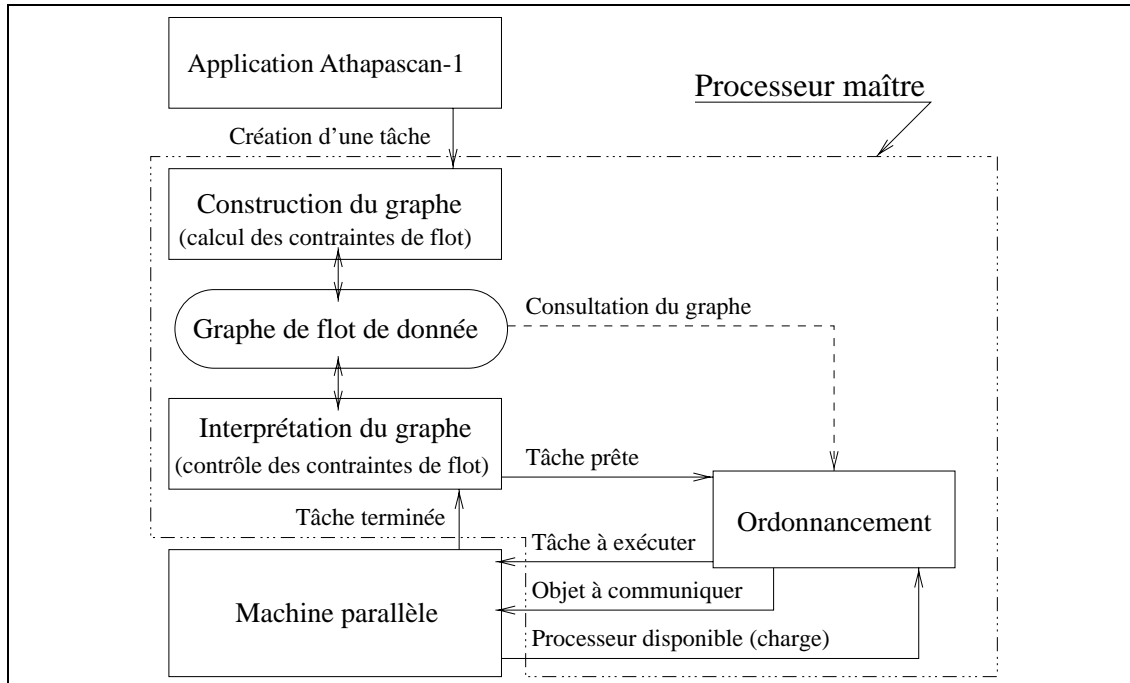 Application Athapascan-1
Processeur maître
Création d'une tâche
Construction du graphe
(calcul des contraintes de flot)
Consultation du graphe
Graphe de flot de donnée
Interprétation du graphe
(contrôle des contraintes de flot)
Tâche prête
Tâche terminée
Ordonnancement
Tâche à exécuter
Objet à communiquer
Machine parallèle
Processeur disponible (charge)